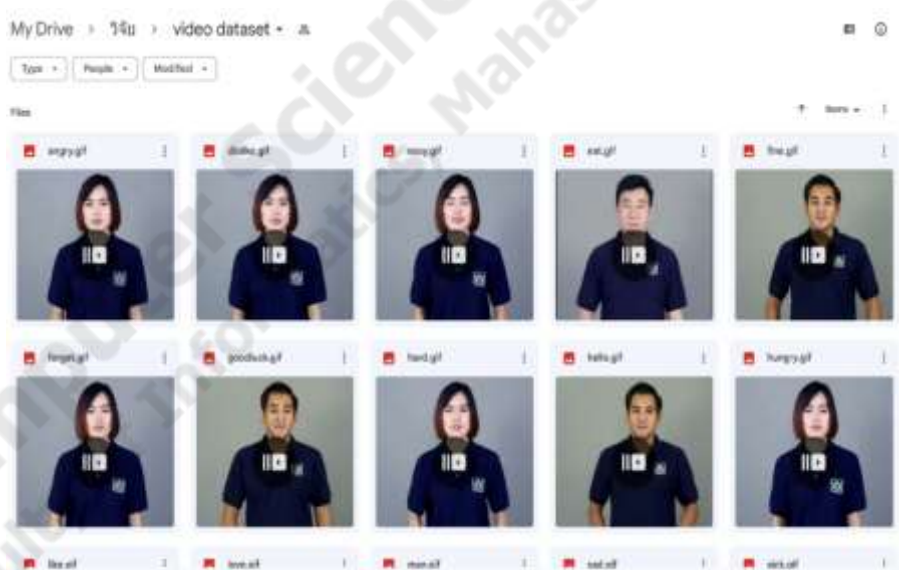 My Drive > วิจัย > video dataset
Type People Modified
Files
Items
angry.gif dislike.gif easy.gif eat.gif fine.gif
forget.gif goodluck.gif hard.gif hello.gif hungry.gif
like.gif love.gif man.gif sad.gif sick.gif